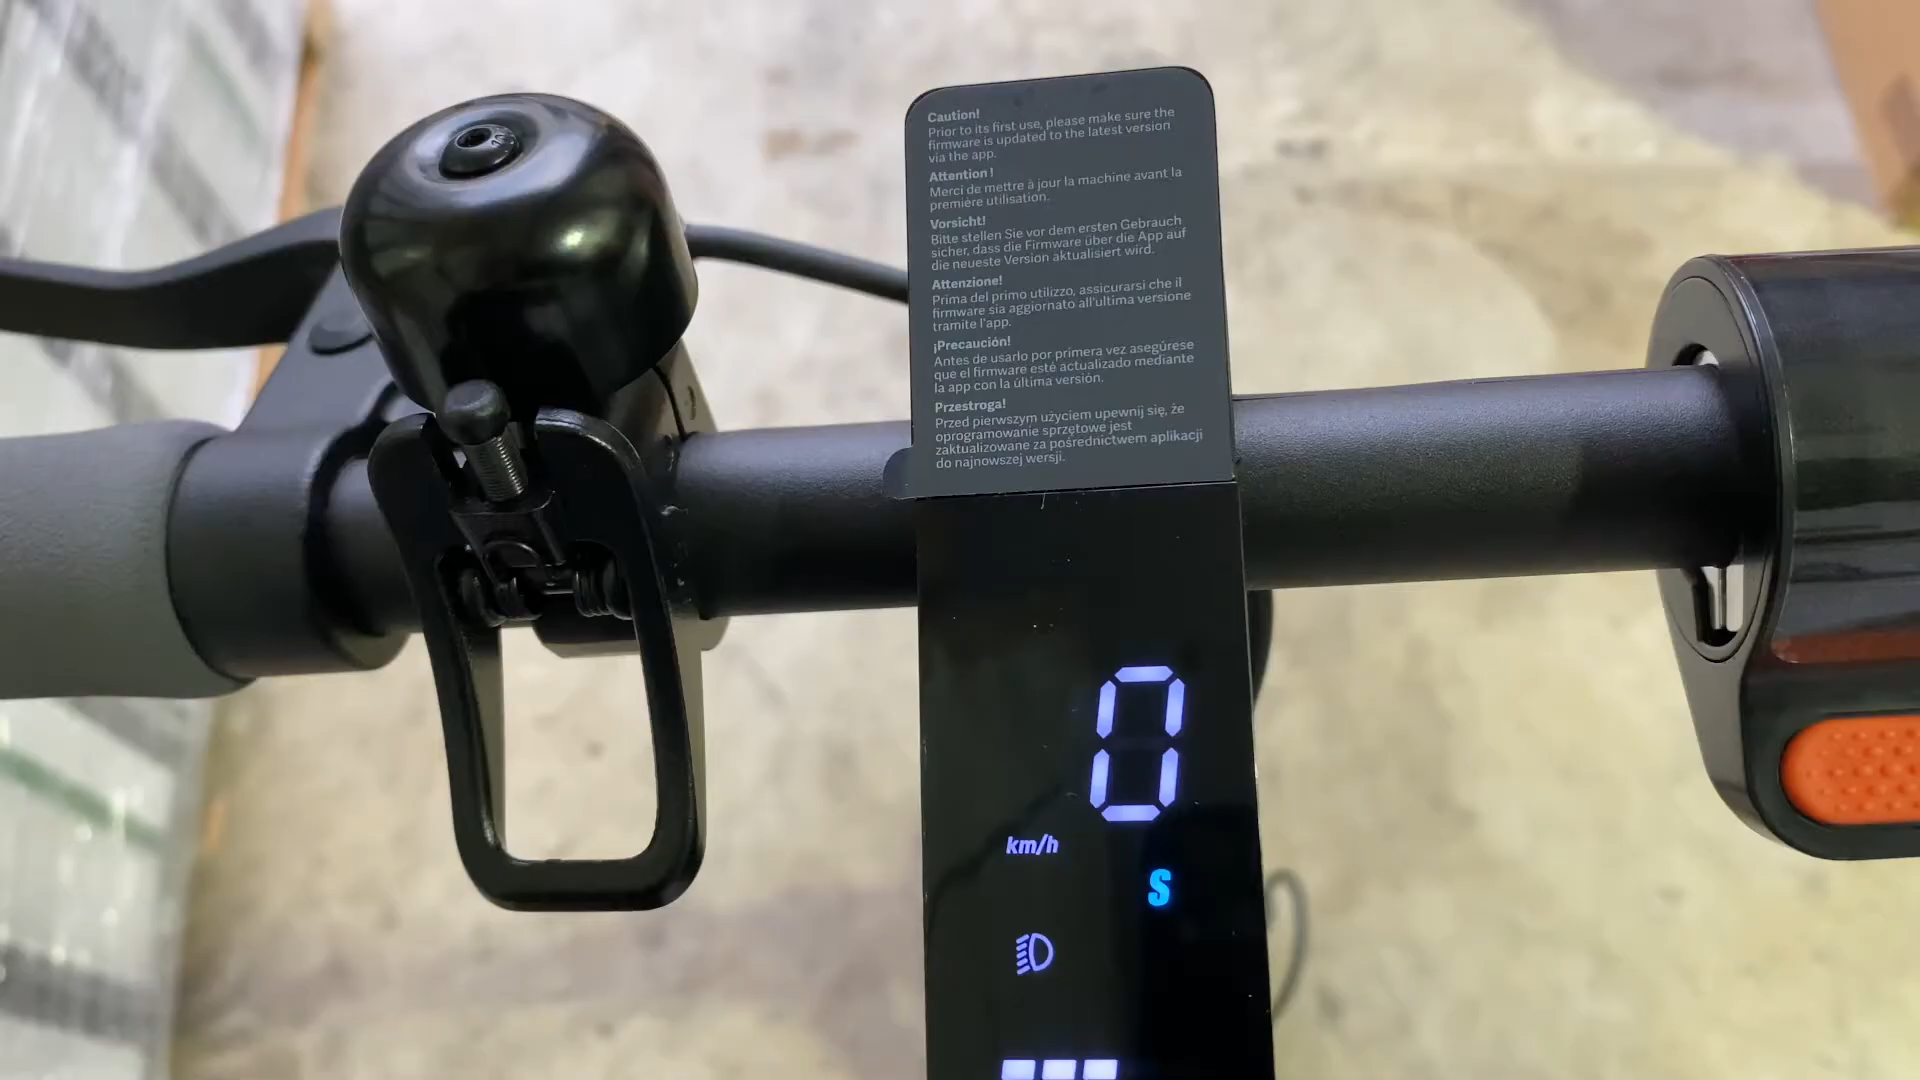 Caution!
Prior to its first use, please make sure the
firmware is updated to the latest version
via the app.
Attention !
Merci de mettre à jour la machine avant la
première utilisation.
Vorsicht!
Bitte stellen Sie vor dem ersten Gebrauch
sicher, dass die Firmware über die App auf
die neueste Version aktualisiert wird.
Attenzione!
Prima del primo utilizzo, assicurarsi che il
firmware sia aggiornato all'ultima versione
tramite l'app.
¡Precaución!
Antes de usarlo por primera vez asegúrese
que el firmware esté actualizado mediante
la app con la última versión.
Przestroga!
Przed pierwszym użyciem upewnij się, że
oprogramowanie sprzętowe jest
zaktualizowane za pośrednictwem aplikacji
do najnowszej wersji.
0
km/h
S